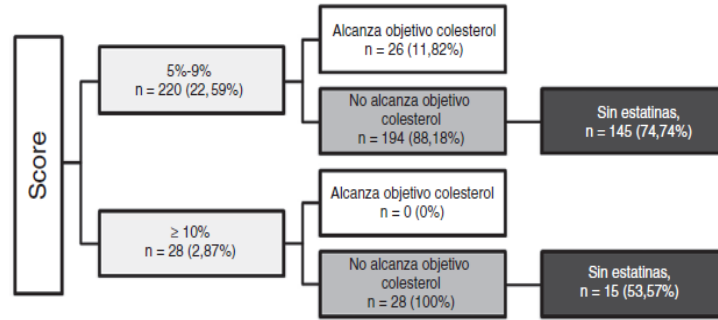 Score
5%-9%
n = 220 (22,59%)
Alcanza objetivo colesterol
n = 26 (11,82%)
No alcanza objetivo
colesterol
n = 194 (88,18%)
Sin estatinas,
n = 145 (74,74%)
≥ 10%
n = 28 (2,87%)
Alcanza objetivo colesterol
n = 0 (0%)
No alcanza objetivo
colesterol
n = 28 (100%)
Sin estatinas,
n = 15 (53,57%)